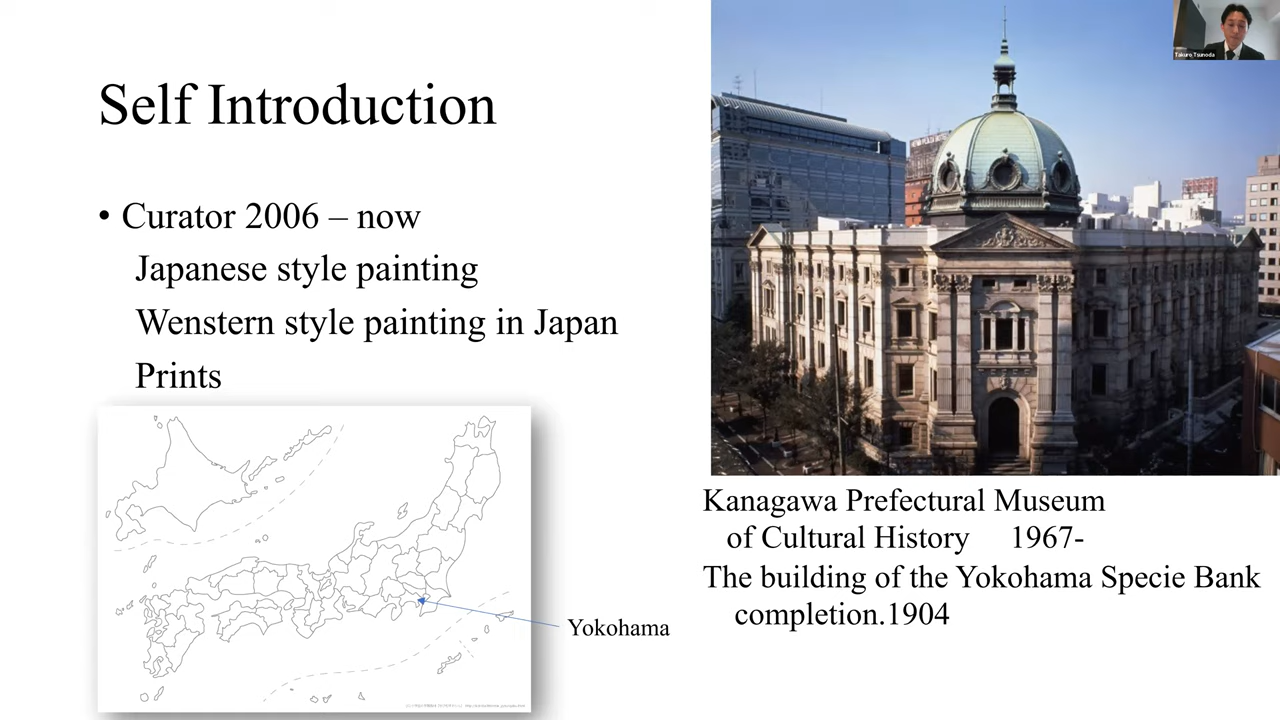 Takuro Tsunoda
Self Introduction
• Curator 2006 – now
Japanese style painting
Wenstern style painting in Japan
Prints
Yokohama
Kanagawa Prefectural Museum
of Cultural History 1967-
The building of the Yokohama Specie Bank
completion.1904